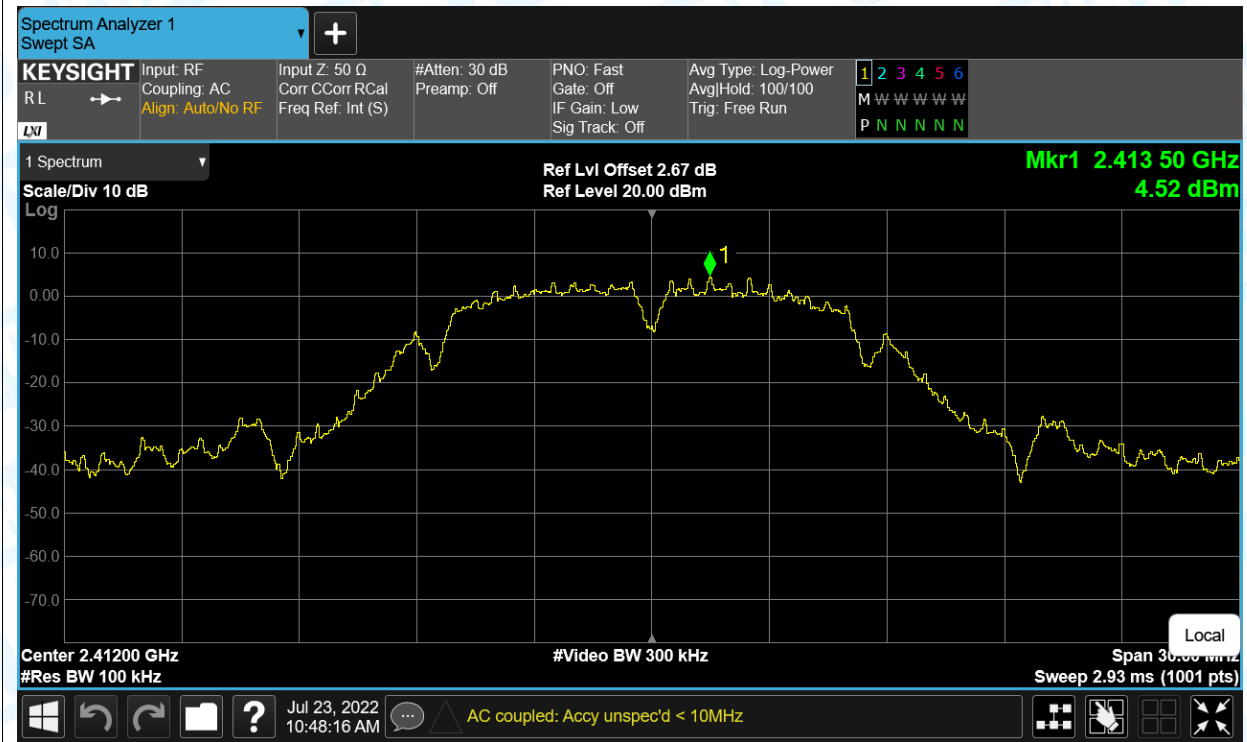 Spectrum Analyzer 1
Swept SA
KEYSIGHT
R L
LXI
Input: RF
Coupling: AC
Align: Auto/No RF
Input Z: 50 Ω
Corr CCorr RCal
Freq Ref: Int (S)
#Atten: 30 dB
Preamp: Off
PNO: Fast
Gate: Off
IF Gain: Low
Sig Track: Off
Avg Type: Log-Power
Avg|Hold: 100/100
Trig: Free Run
1 2 3 4 5 6
M W W W W W
P N N N N N
1 Spectrum
Scale/Div 10 dB
Log
Ref Lvl Offset 2.67 dB
Ref Level 20.00 dBm
Mkr1 2.413 50 GHz
4.52 dBm
1
10.0
0.00
-10.0
-20.0
-30.0
-40.0
-50.0
-60.0
-70.0
Local
Center 2.41200 GHz
#Res BW 100 kHz
#Video BW 300 kHz
Span 30.00 MHz
Sweep 2.93 ms (1001 pts)
?
Jul 23, 2022
10:48:16 AM
AC coupled: Accy unspec'd < 10MHz